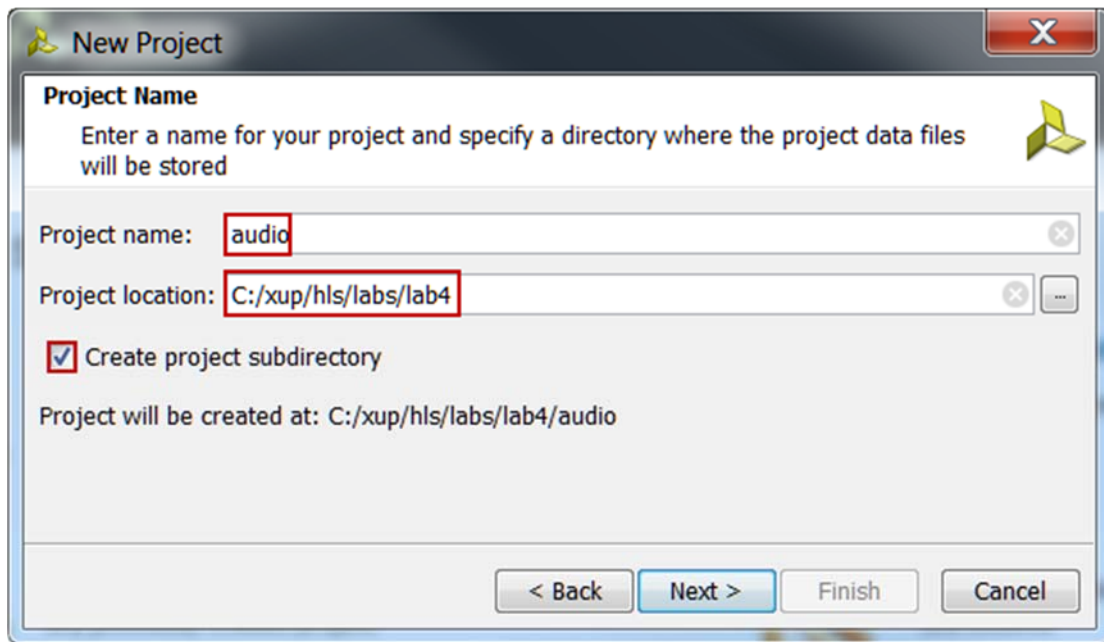 New Project
Project Name
Enter a name for your project and specify a directory where the project data files
will be stored
Project name: audio
Project location: C:/xup/hls/labs/lab4 ...
Create project subdirectory
Project will be created at: C:/xup/hls/labs/lab4/audio
< Back Next > Finish Cancel